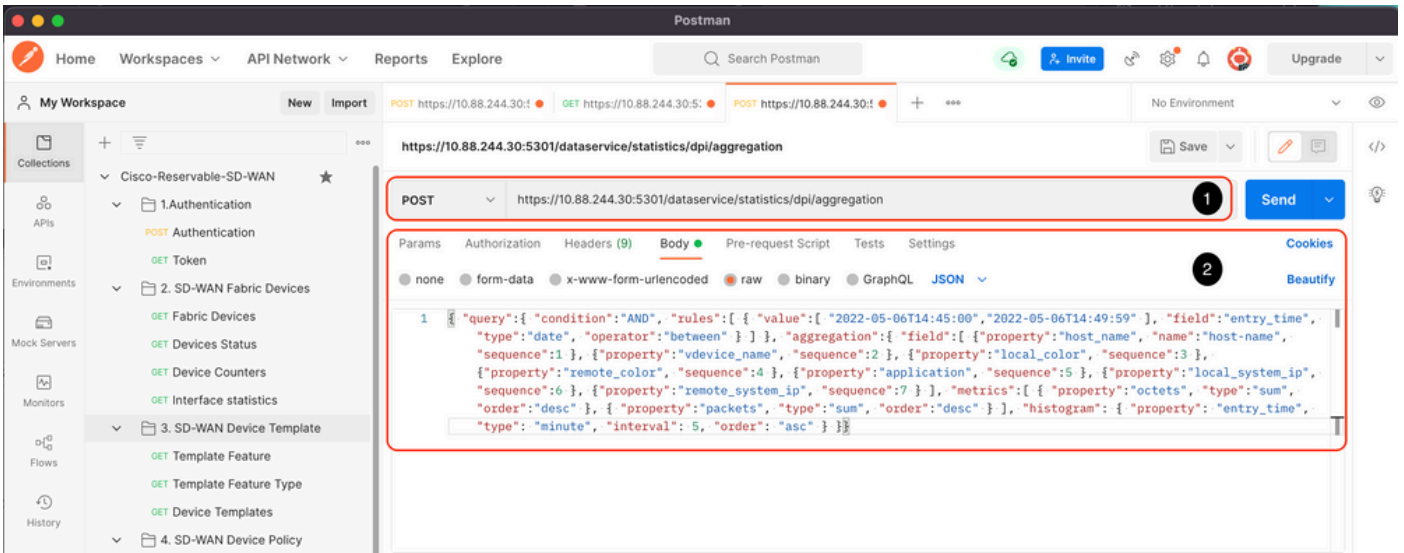 Postman
Home Workspaces API Network Reports Explore Search Postman Invite Upgrade
My Workspace New Import POST https://10.88.244.30:5 GET https://10.88.244.30:5: POST https://10.88.244.30:5 No Environment
Collections
APIs
Environments
Mock Servers
Monitors
Flows
History
Cisco-Reservable-SD-WAN
1.Authentication
POST Authentication
GET Token
2. SD-WAN Fabric Devices
GET Fabric Devices
GET Devices Status
GET Device Counters
GET Interface statistics
3. SD-WAN Device Template
GET Template Feature
GET Template Feature Type
GET Device Templates
4. SD-WAN Device Policy
https://10.88.244.30:5301/dataservice/statistics/dpi/aggregation Save </>
POST https://10.88.244.30:5301/dataservice/statistics/dpi/aggregation 1 Send
Params Authorization Headers (9) Body Pre-request Script Tests Settings Cookies
2
none form-data x-www-form-urlencoded raw binary GraphQL JSON Beautify
1 { "query":{ "condition":"AND", "rules":[ { "value":[ "2022-05-06T14:45:00","2022-05-06T14:49:59" ], "field":"entry_time",
"type":"date", "operator":"between" } ] }, "aggregation":{ "field":[ {"property":"host_name", "name":"host-name",
"sequence":1 }, {"property":"vdevice_name", "sequence":2 }, {"property":"local_color", "sequence":3 },
{"property":"remote_color", "sequence":4 }, {"property":"application", "sequence":5 }, {"property":"local_system_ip",
"sequence":6 }, {"property":"remote_system_ip", "sequence":7 } ], "metrics":[ { "property":"octets", "type":"sum",
"order":"desc" }, { "property":"packets", "type":"sum", "order":"desc" } ], "histogram": { "property": "entry_time",
"type": "minute", "interval": 5, "order": "asc" } }}